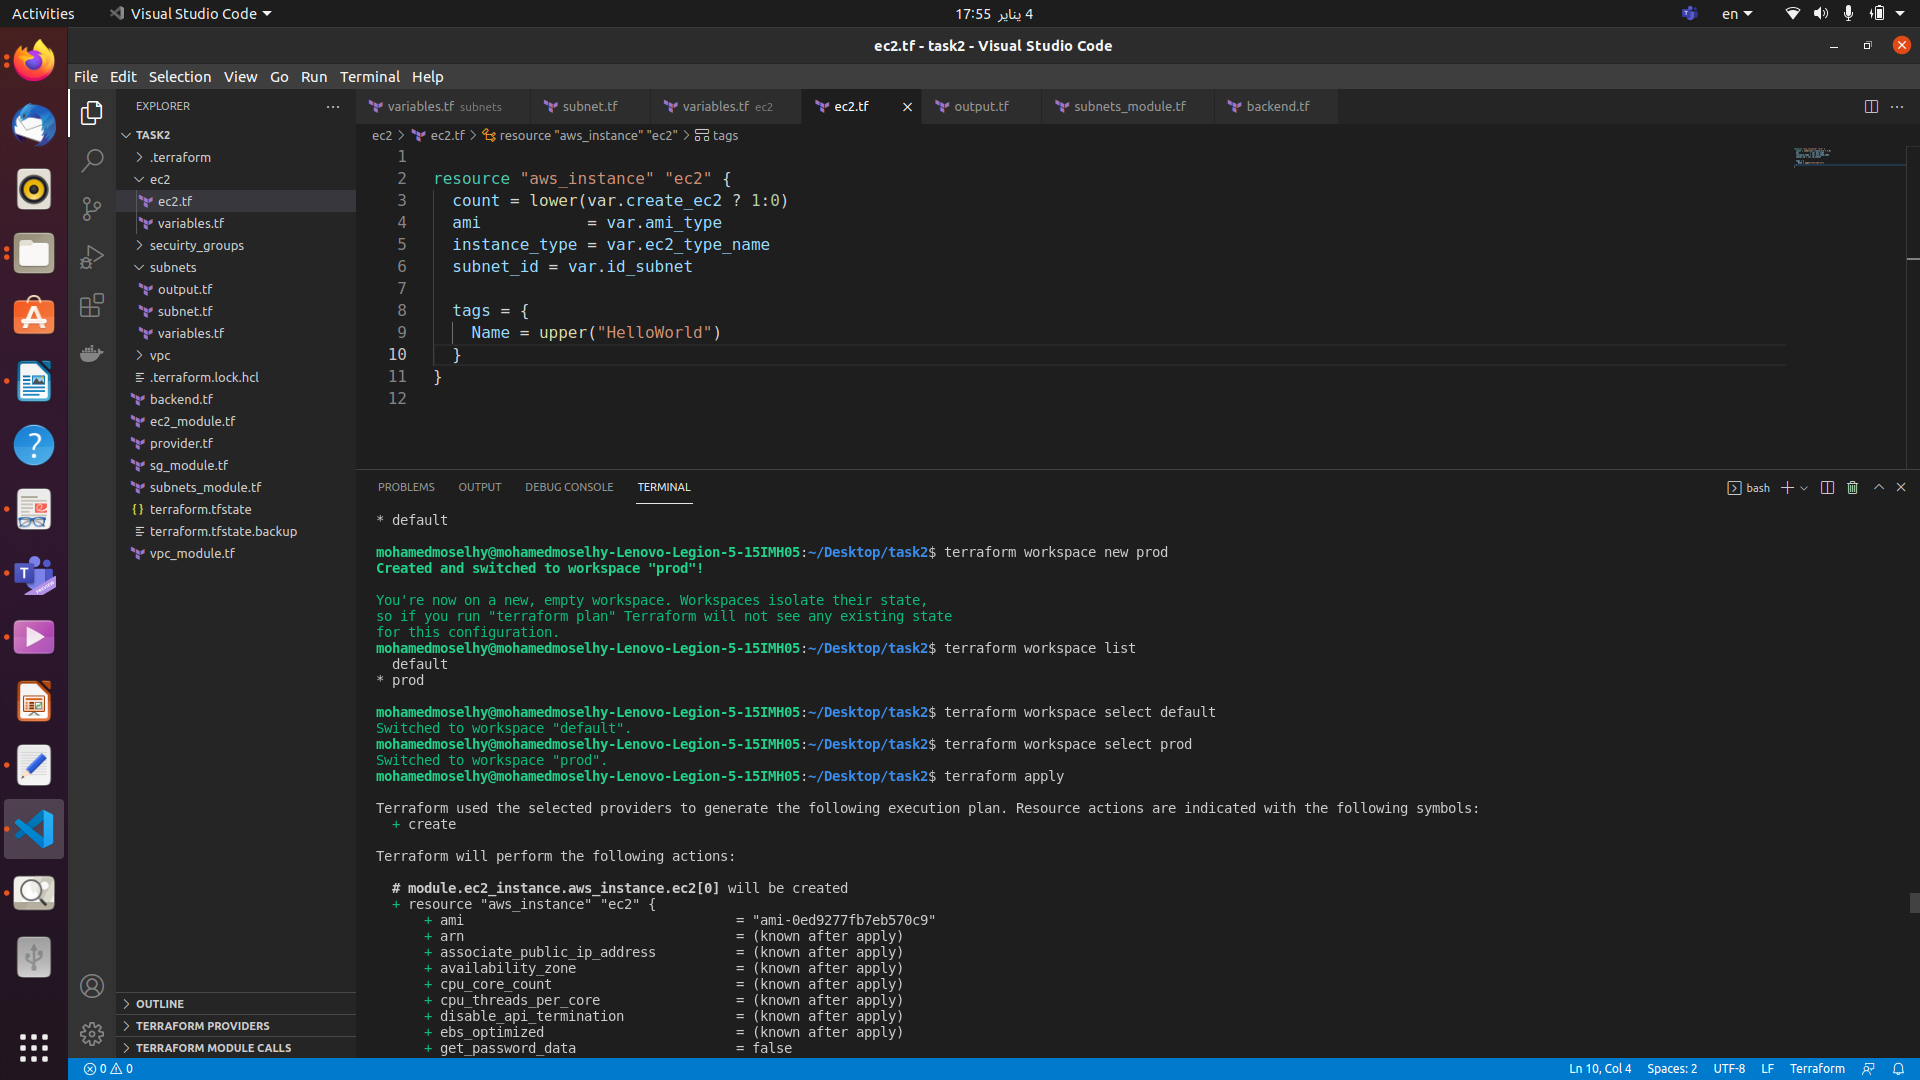 Activities
Visual Studio Code
4 يناير 17:55
en
ec2.tf - task2 - Visual Studio Code
File Edit Selection View Go Run Terminal Help
EXPLORER
TASK2
.terraform
ec2
ec2.tf
variables.tf
secuirty_groups
subnets
output.tf
subnet.tf
variables.tf
vpc
.terraform.lock.hcl
backend.tf
ec2_module.tf
provider.tf
sg_module.tf
subnets_module.tf
terraform.tfstate
terraform.tfstate.backup
vpc_module.tf
OUTLINE
TERRAFORM PROVIDERS
TERRAFORM MODULE CALLS
variables.tf subnets subnet.tf variables.tf ec2 ec2.tf output.tf subnets_module.tf backend.tf
ec2 > ec2.tf > resource "aws_instance" "ec2" > tags
1
2 resource "aws_instance" "ec2" {
3 count = lower(var.create_ec2 ? 1:0)
4 ami = var.ami_type
5 instance_type = var.ec2_type_name
6 subnet_id = var.id_subnet
7
8 tags = {
9 Name = upper("HelloWorld")
10 }
11 }
12
PROBLEMS OUTPUT DEBUG CONSOLE TERMINAL
bash
* default
mohamedmoselhy@mohamedmoselhy-Lenovo-Legion-5-15IMH05:~/Desktop/task2$ terraform workspace new prod
Created and switched to workspace "prod"!
You're now on a new, empty workspace. Workspaces isolate their state,
so if you run "terraform plan" Terraform will not see any existing state
for this configuration.
mohamedmoselhy@mohamedmoselhy-Lenovo-Legion-5-15IMH05:~/Desktop/task2$ terraform workspace list
default
* prod
mohamedmoselhy@mohamedmoselhy-Lenovo-Legion-5-15IMH05:~/Desktop/task2$ terraform workspace select default
Switched to workspace "default".
mohamedmoselhy@mohamedmoselhy-Lenovo-Legion-5-15IMH05:~/Desktop/task2$ terraform workspace select prod
Switched to workspace "prod".
mohamedmoselhy@mohamedmoselhy-Lenovo-Legion-5-15IMH05:~/Desktop/task2$ terraform apply
Terraform used the selected providers to generate the following execution plan. Resource actions are indicated with the following symbols:
+ create
Terraform will perform the following actions:
# module.ec2_instance.aws_instance.ec2[0] will be created
+ resource "aws_instance" "ec2" {
+ ami = "ami-0ed9277fb7eb570c9"
+ arn = (known after apply)
+ associate_public_ip_address = (known after apply)
+ availability_zone = (known after apply)
+ cpu_core_count = (known after apply)
+ cpu_threads_per_core = (known after apply)
+ disable_api_termination = (known after apply)
+ ebs_optimized = (known after apply)
+ get_password_data = false
0 0
Ln 10, Col 4 Spaces: 2 UTF-8 LF Terraform